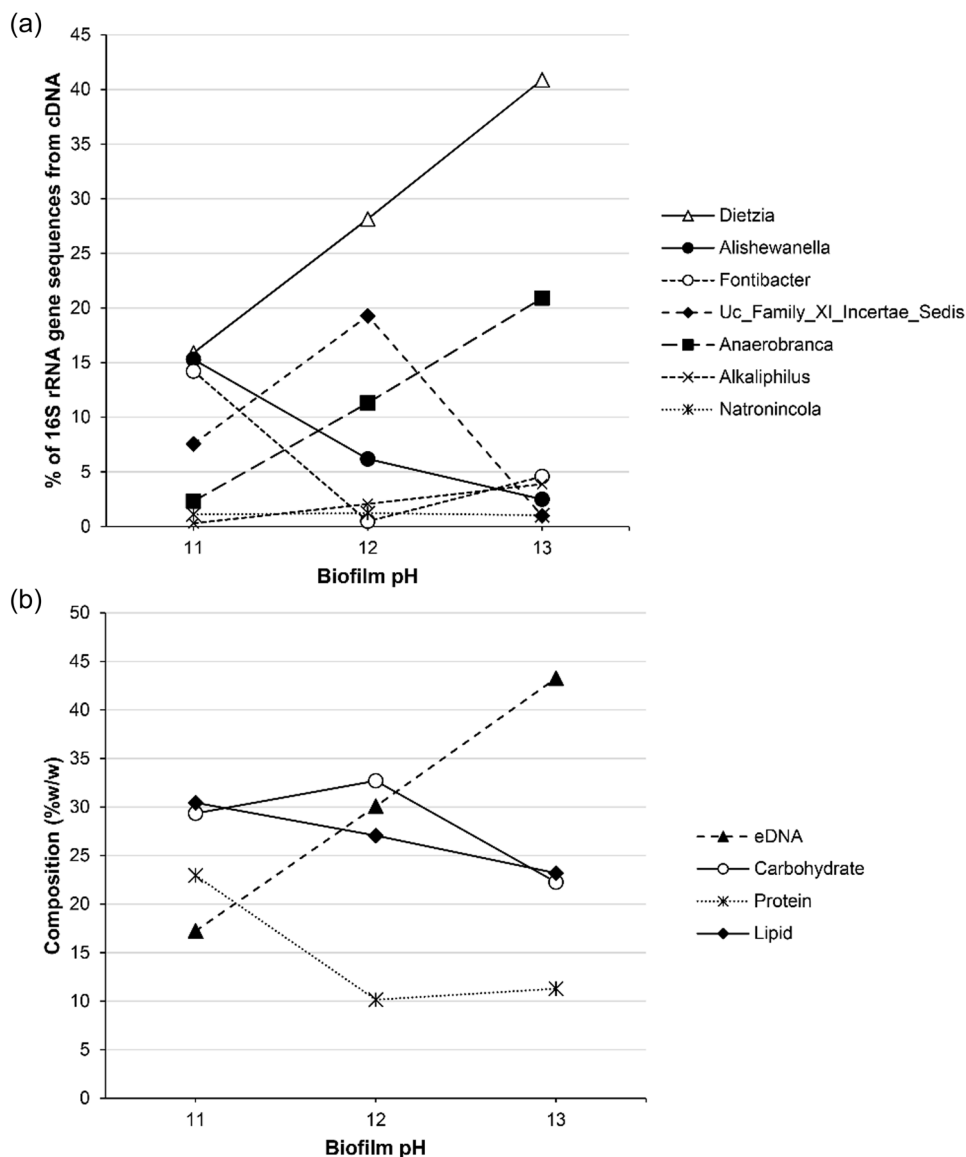 (a)
45
40
35
30
25
20
15
10
5
0
% of 16S rRNA gene sequences from cDNA
11
12
13
Biofilm pH
Dietzia
Alishewanella
Fontibacter
Uc_Family_XI_Incertae_Sedis
Anaerobranca
Alkaliphilus
Natronincola
(b)
50
45
40
35
30
25
20
15
10
5
0
Composition (%w/w)
11
12
13
Biofilm pH
eDNA
Carbohydrate
Protein
Lipid